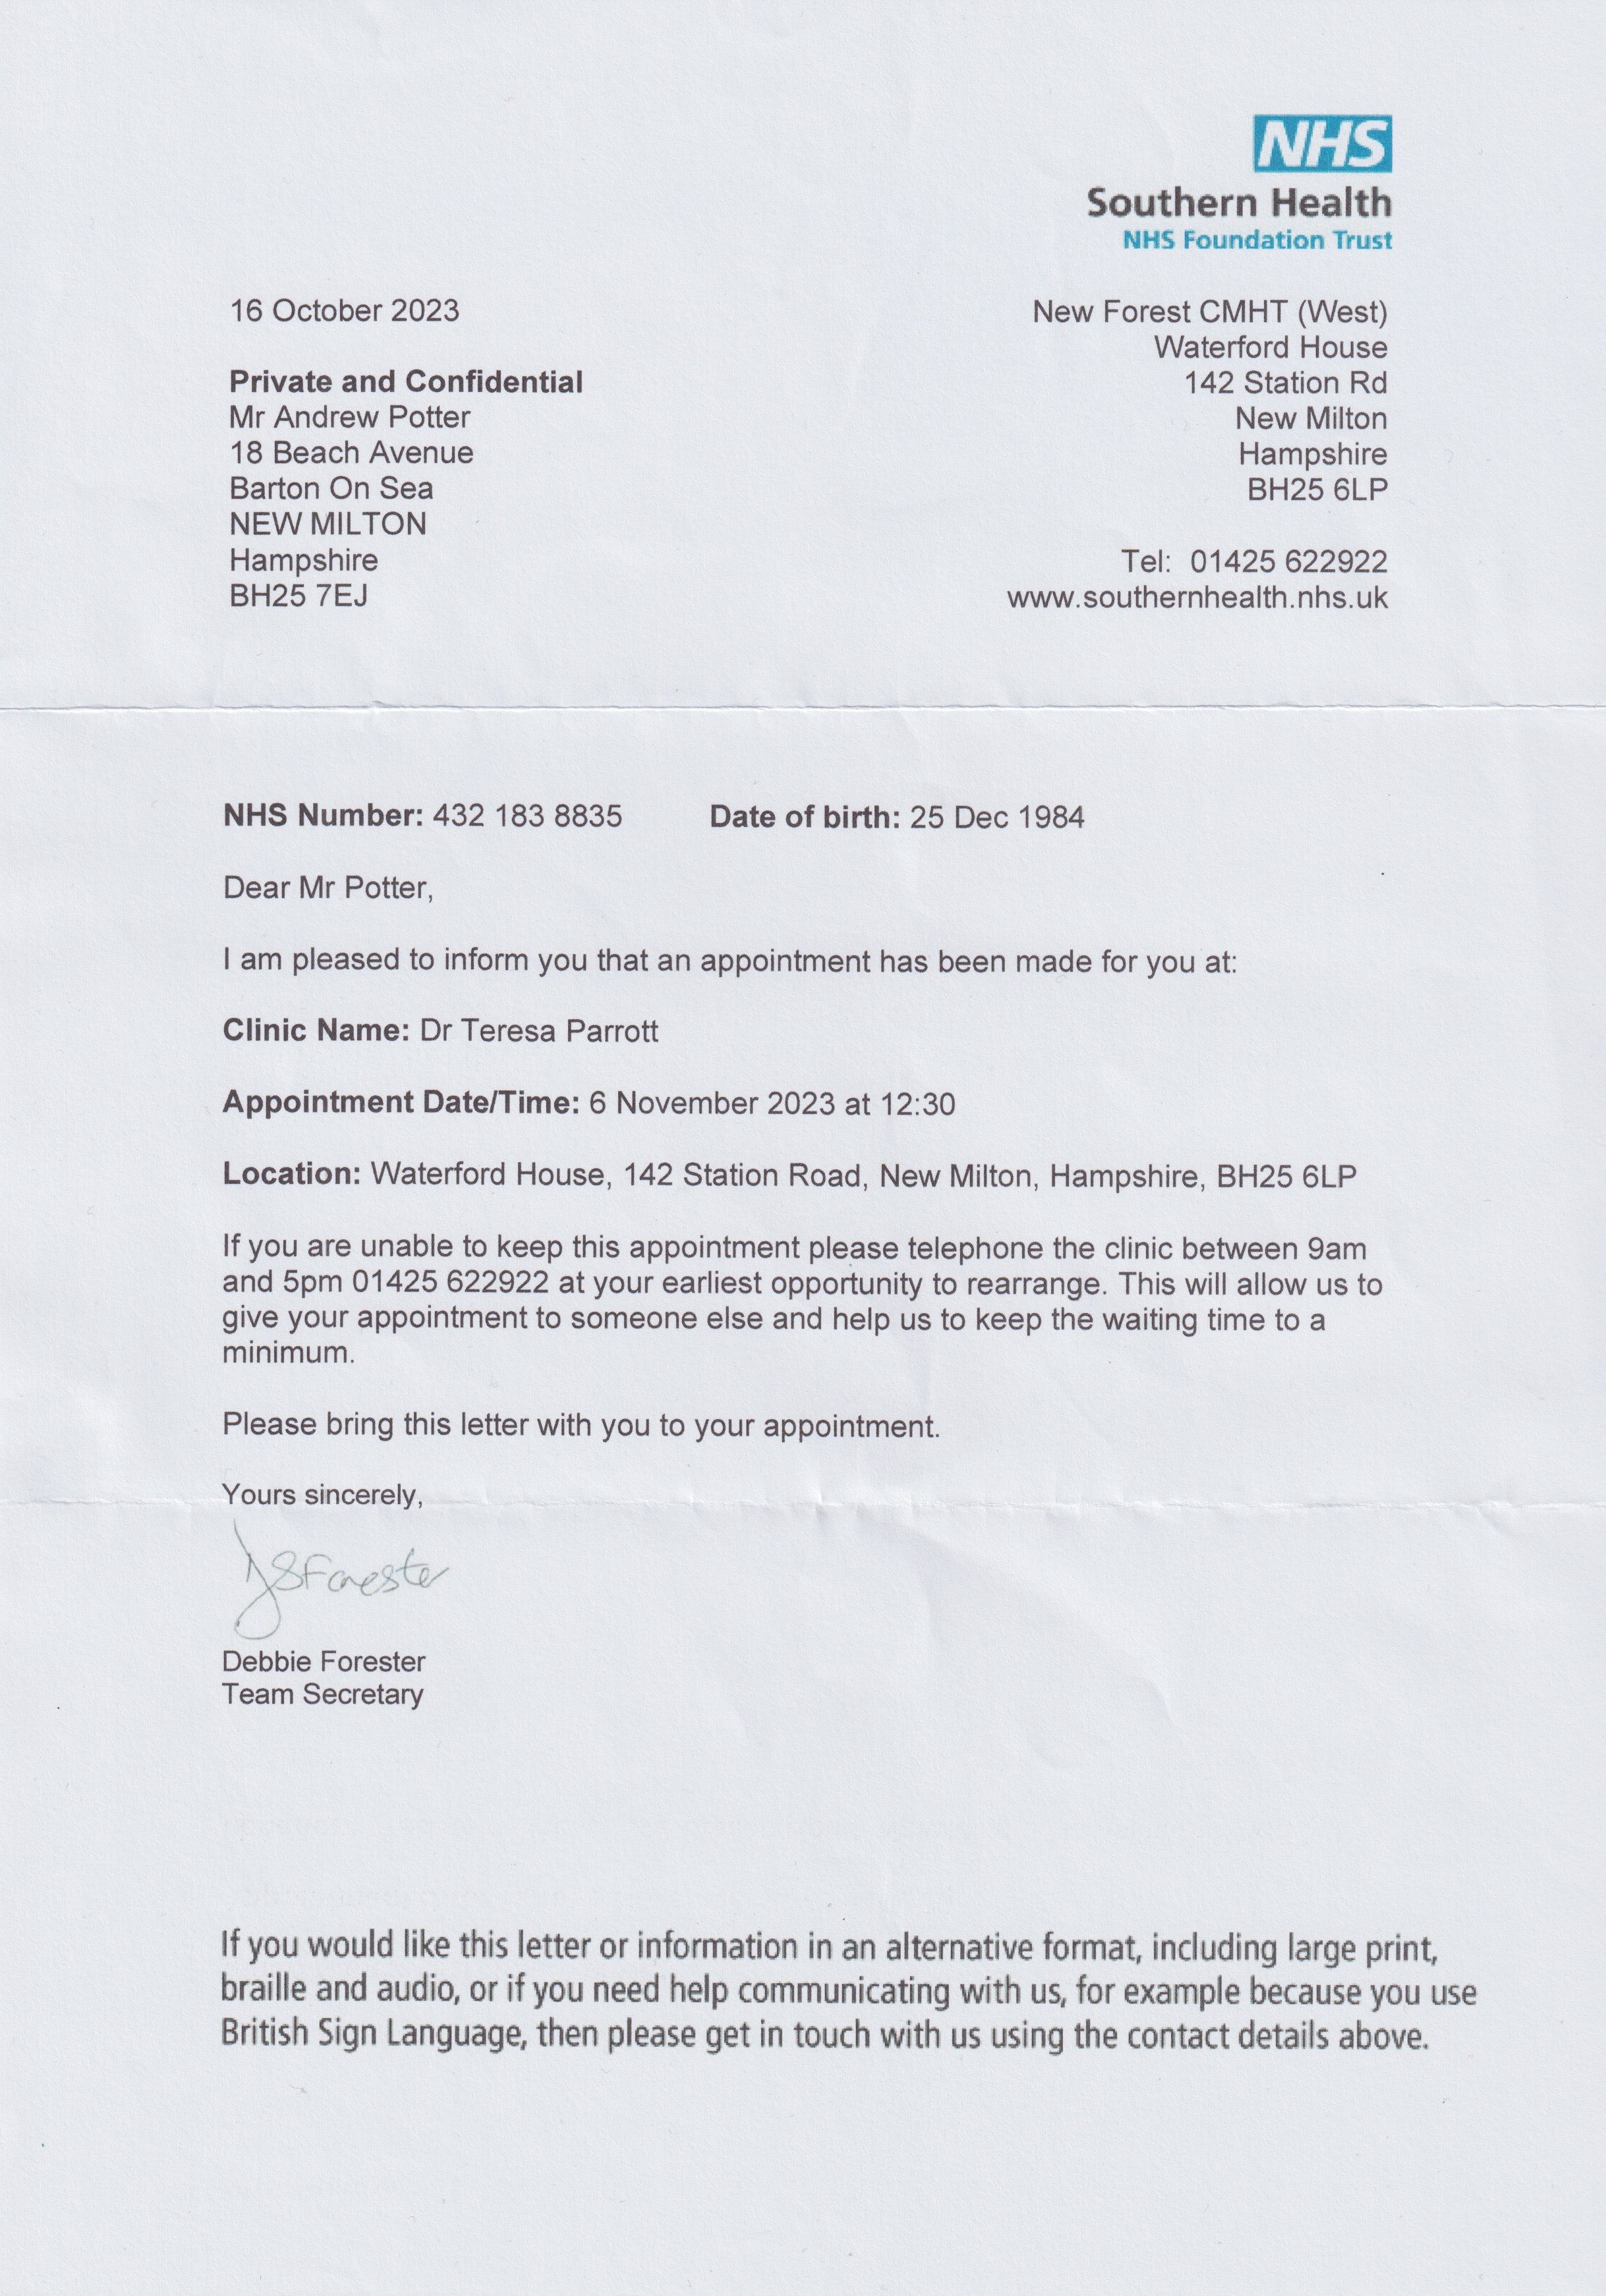 NHS
Southern Health
NHS Foundation Trust
16 October 2023
Private and Confidential
Mr Andrew Potter
18 Beach Avenue
Barton On Sea
NEW MILTON
Hampshire
BH25 7EJ
New Forest CMHT (West)
Waterford House
142 Station Rd
New Milton
Hampshire
BH25 6LP
Tel: 01425 622922
www.southernhealth.nhs.uk
NHS Number: 432 183 8835 Date of birth: 25 Dec 1984
Dear Mr Potter,
I am pleased to inform you that an appointment has been made for you at:
Clinic Name: Dr Teresa Parrott
Appointment Date/Time: 6 November 2023 at 12:30
Location: Waterford House, 142 Station Road, New Milton, Hampshire, BH25 6LP
If you are unable to keep this appointment please telephone the clinic between 9am
and 5pm 01425 622922 at your earliest opportunity to rearrange. This will allow us to
give your appointment to someone else and help us to keep the waiting time to a
minimum.
Please bring this letter with you to your appointment.
Yours sincerely,
DSForester
Debbie Forester
Team Secretary
If you would like this letter or information in an alternative format, including large print,
braille and audio, or if you need help communicating with us, for example because you use
British Sign Language, then please get in touch with us using the contact details above.